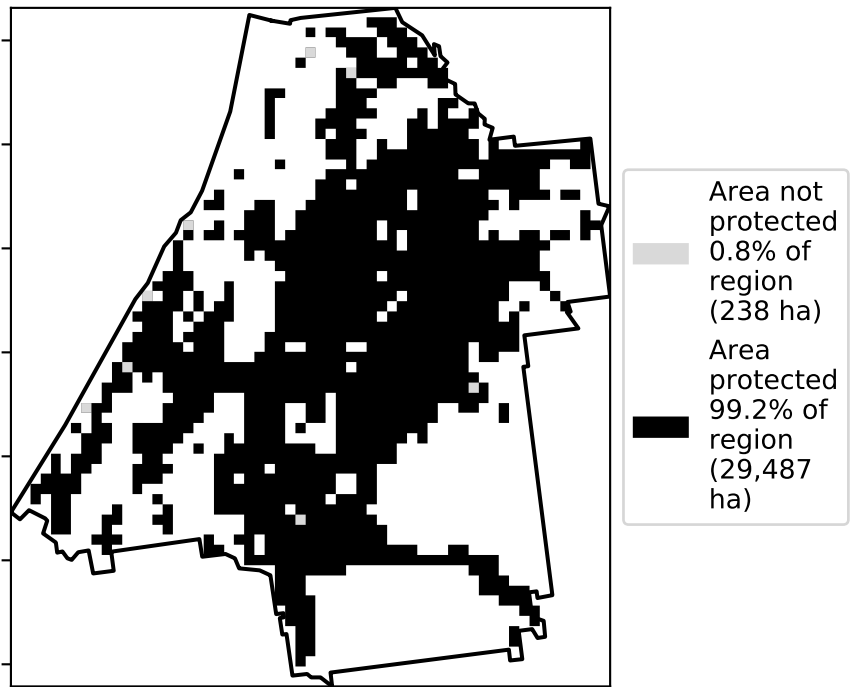 Area not
protected
0.8% of
region
(238 ha)
Area
protected
99.2% of
region
(29,487
ha)